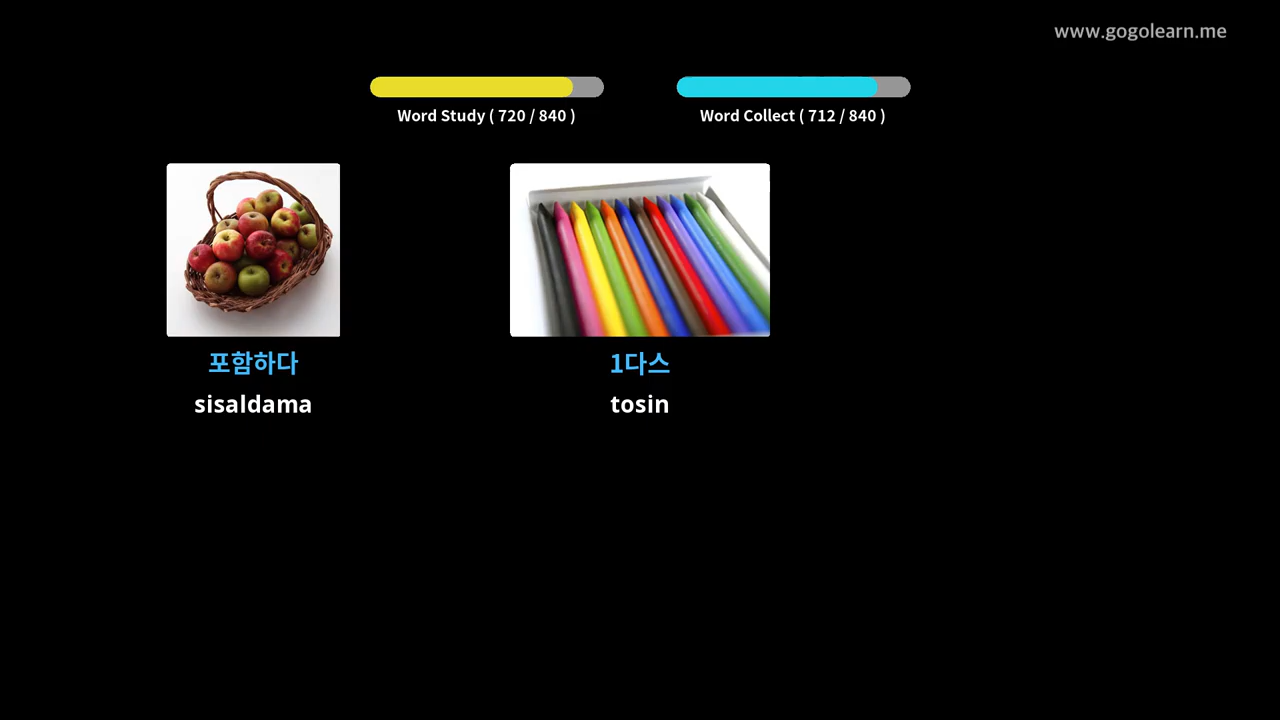 www.gogolearn.me
Word Study ( 720 / 840 )
Word Collect ( 712 / 840 )
포함하다
sisaldama
1다스
tosin